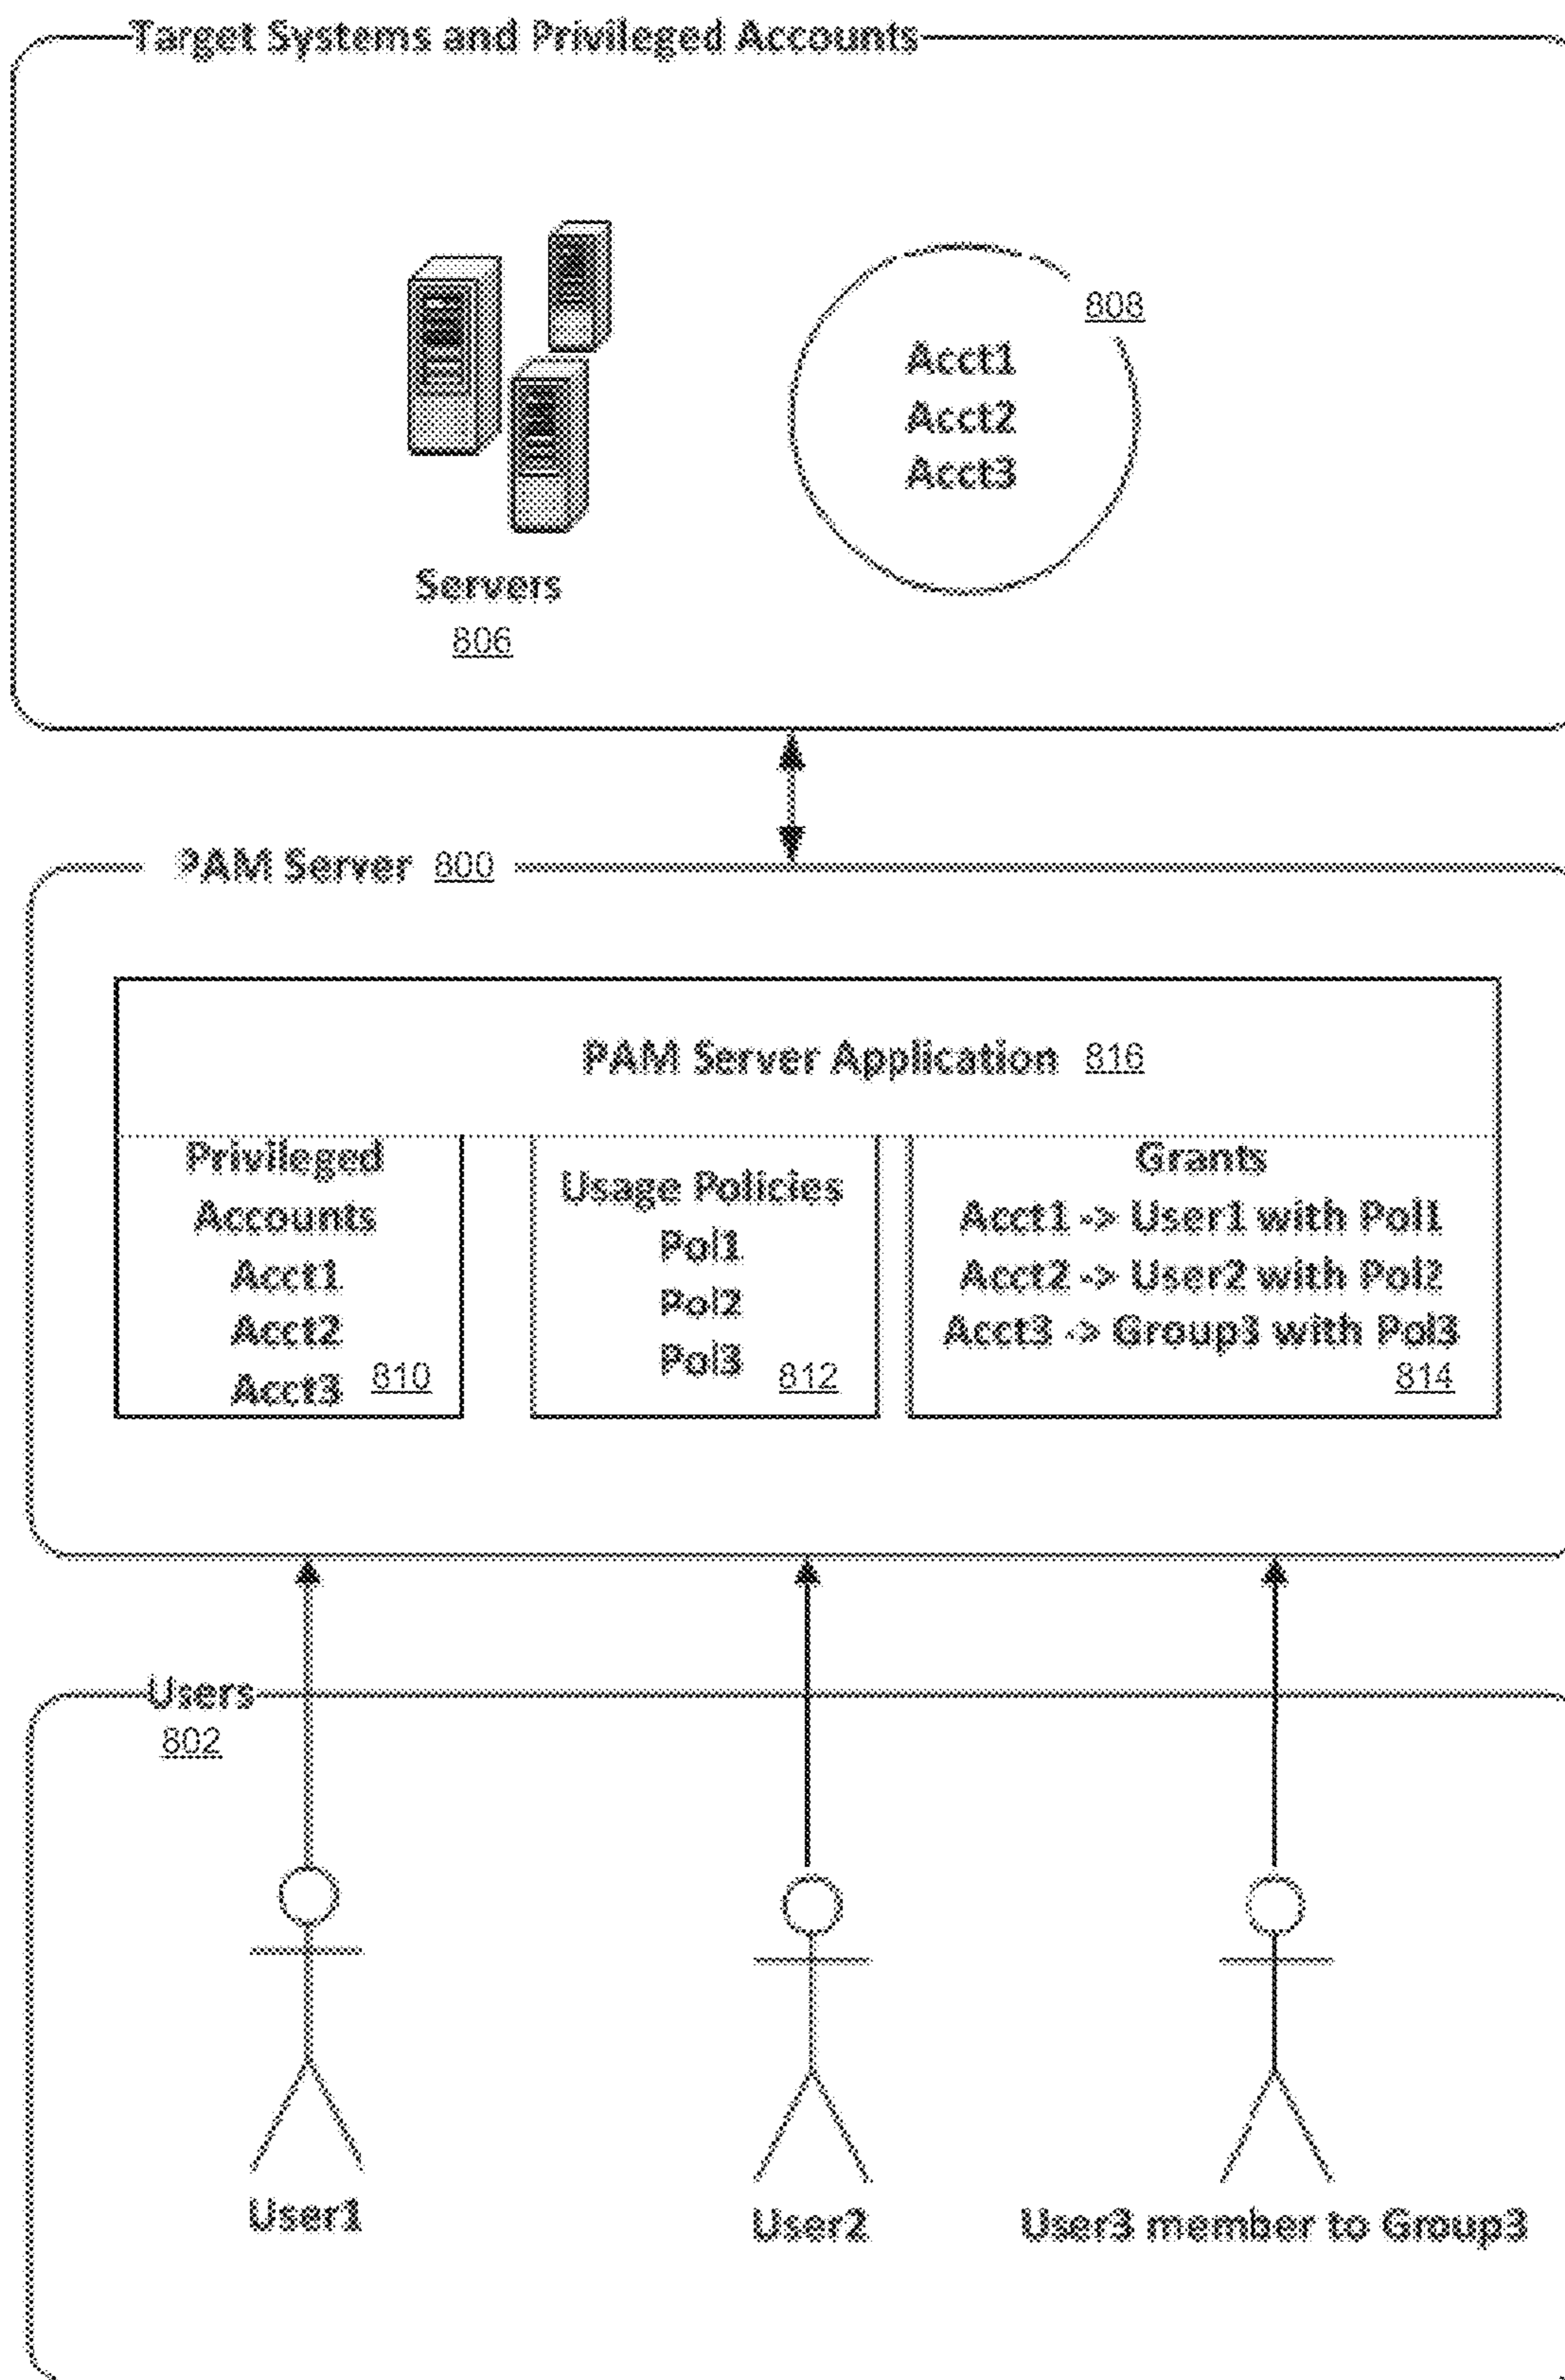 Target Systems and Privileged Accounts
808
Acct1
Acct2
Acct3
Servers
806
PAM Server 800
PAM Server Application 816
Privileged
Accounts
Acct1
Acct2
Acct3 810
Usage Policies
Pol1
Pol2
Pol3 812
Grants
Acct1 -> User1 with Pol1
Acct2 -> User2 with Pol2
Acct3 -> Group3 with Pol3
814
Users
802
User1
User2
User3 member to Group3